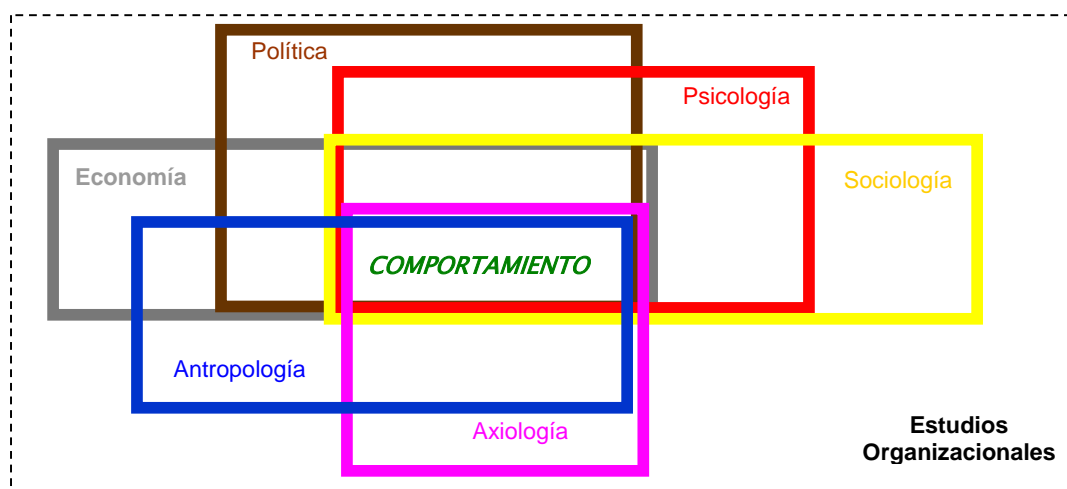 Política
Psicología
Economía
Sociología
COMPORTAMIENTO
Antropología
Axiología
Estudios
Organizacionales